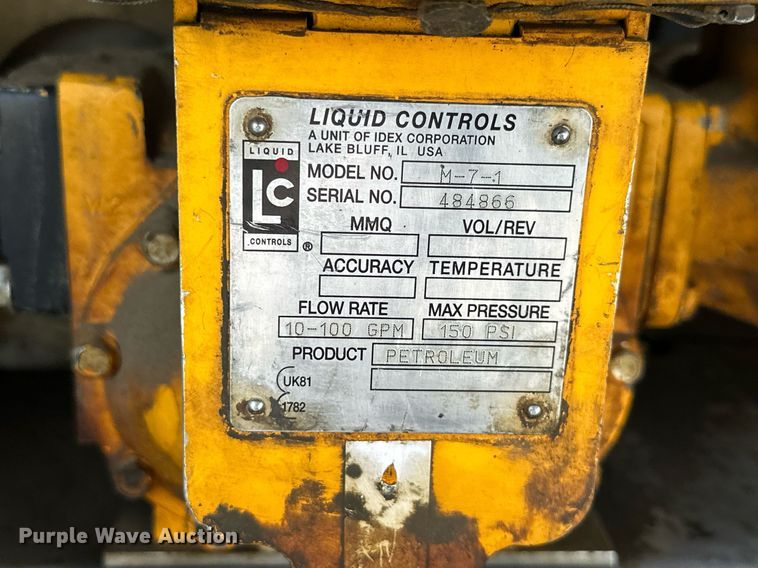 LIQUID CONTROLS
A UNIT OF IDEX CORPORATION
LAKE BLUFF, IL USA
LIQUID
LC
CONTROLS ®
MODEL NO. M-7-1
SERIAL NO. 484866
MMQ VOL/REV
ACCURACY TEMPERATURE
FLOW RATE MAX PRESSURE
10-100 GPM 150 PSI
PRODUCT PETROLEUM
UK81
1782
Purple Wave Auction